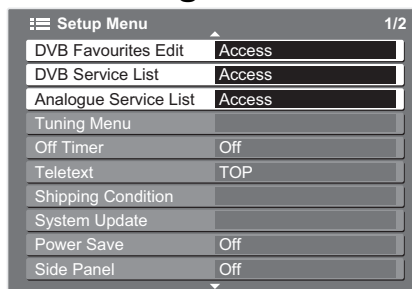 Setup Menu 1/2
DVB Favourites Edit Access
DVB Service List Access
Analogue Service List Access
Tuning Menu
Off Timer Off
Teletext TOP
Shipping Condition
System Update
Power Save Off
Side Panel Off